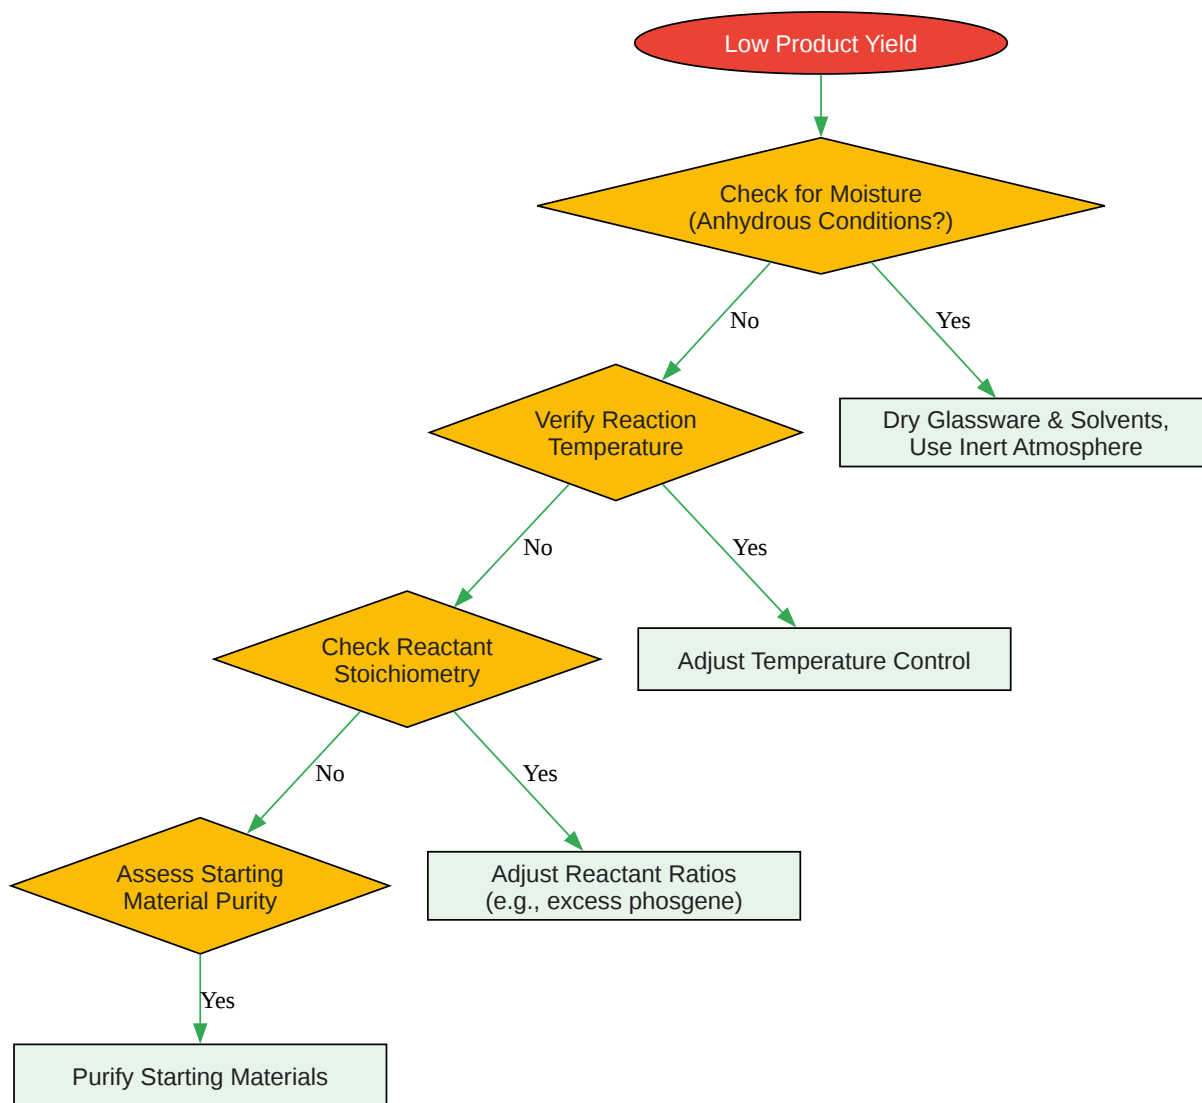 Low Product Yield
Check for Moisture
(Anhydrous Conditions?)
No
Yes
Verify Reaction
Temperature
Dry Glassware & Solvents,
Use Inert Atmosphere
No
Yes
Check Reactant
Stoichiometry
Adjust Temperature Control
No
Yes
Assess Starting
Material Purity
Adjust Reactant Ratios
(e.g., excess phosgene)
Yes
Purify Starting Materials